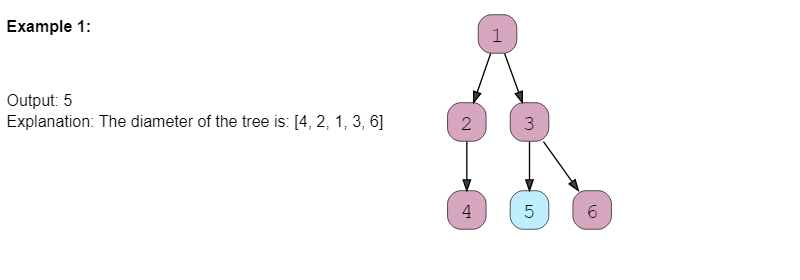 Example 1:
Output: 5
Explanation: The diameter of the tree is: [4, 2, 1, 3, 6]
1
2 3
4 5 6